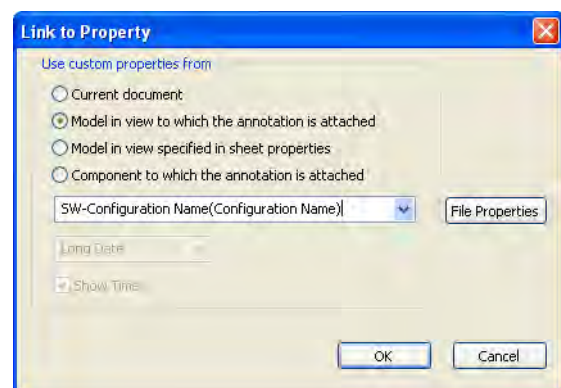 Link to Property
Use custom properties from
Current document
Model in view to which the annotation is attached
Model in view specified in sheet properties
Component to which the annotation is attached
SW-Configuration Name(Configuration Name)
File Properties
Long Date
Show Time
OK
Cancel